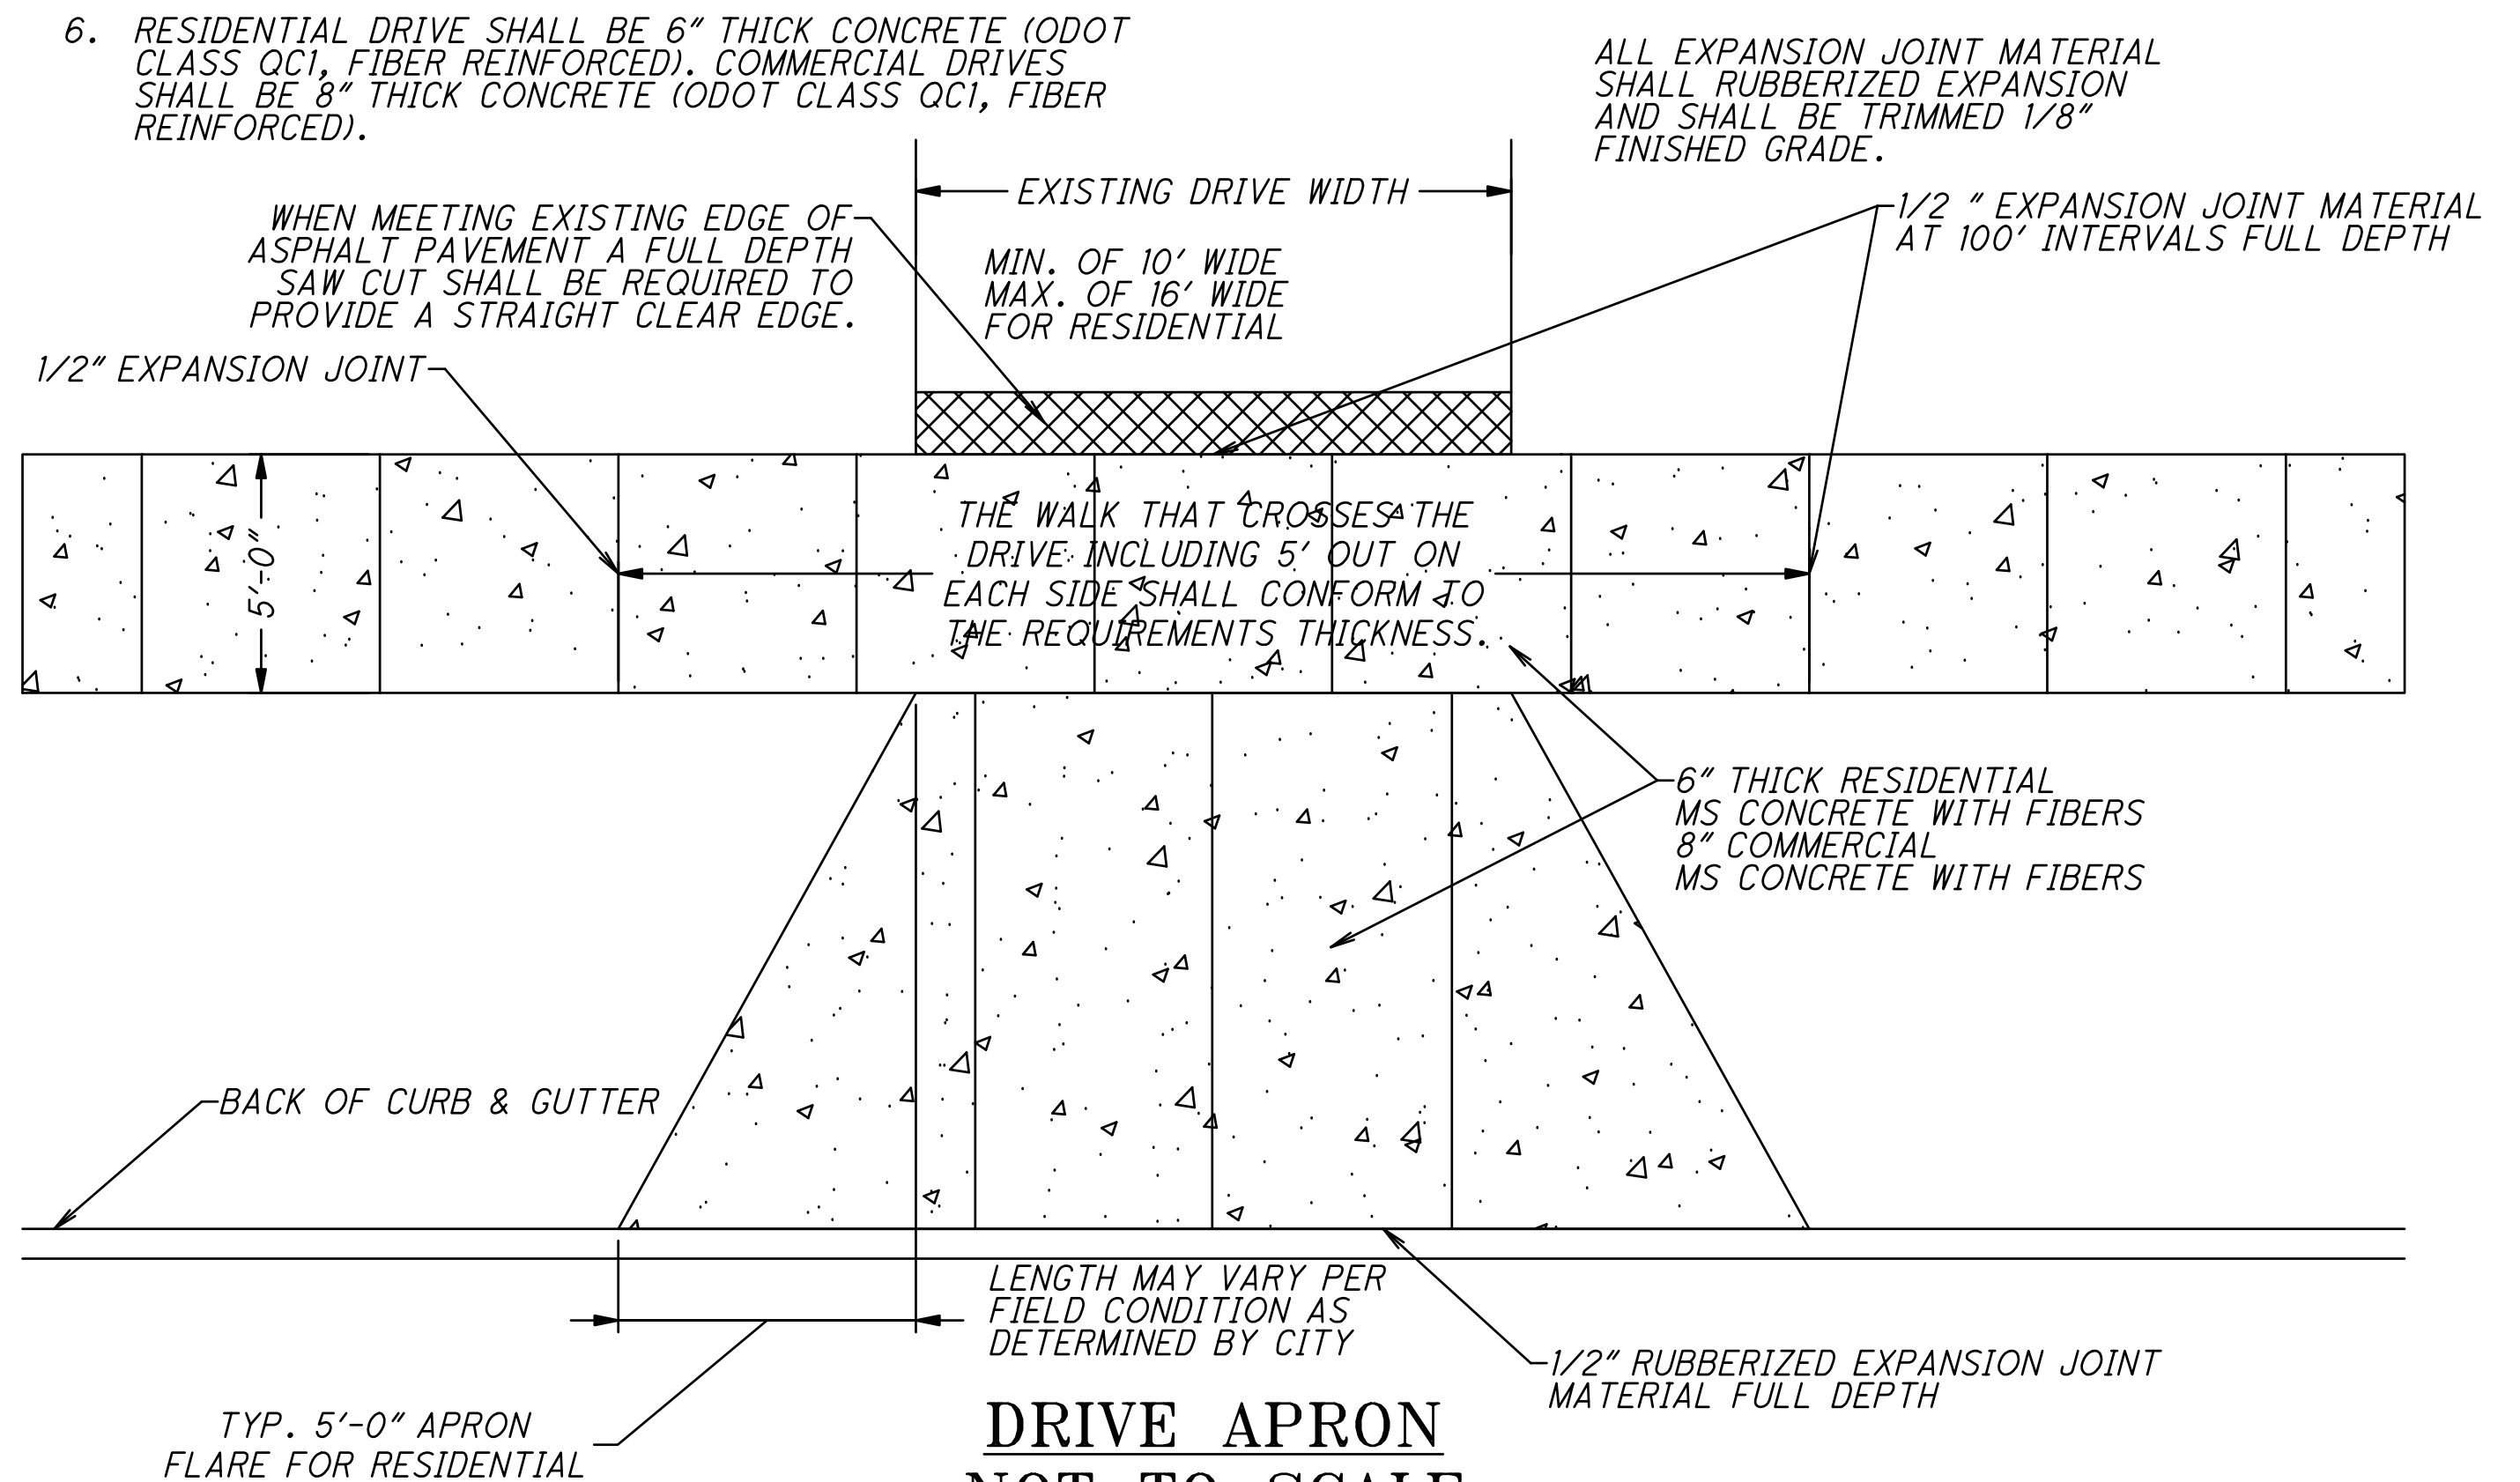 6. RESIDENTIAL DRIVE SHALL BE 6" THICK CONCRETE (ODOT
CLASS QC1, FIBER REINFORCED). COMMERCIAL DRIVES
SHALL BE 8" THICK CONCRETE (ODOT CLASS QC1, FIBER
REINFORCED).
ALL EXPANSION JOINT MATERIAL
SHALL RUBBERIZED EXPANSION
AND SHALL BE TRIMMED 1/8"
FINISHED GRADE.
EXISTING DRIVE WIDTH
WHEN MEETING EXISTING EDGE OF
ASPHALT PAVEMENT A FULL DEPTH
SAW CUT SHALL BE REQUIRED TO
PROVIDE A STRAIGHT CLEAR EDGE.
MIN. OF 10' WIDE
MAX. OF 16' WIDE
FOR RESIDENTIAL
1/2 " EXPANSION JOINT MATERIAL
AT 100' INTERVALS FULL DEPTH
1/2" EXPANSION JOINT
5'-0"
THE WALK THAT CROSSES THE
DRIVE INCLUDING 5' OUT ON
EACH SIDE SHALL CONFORM TO
THE REQUIREMENTS THICKNESS.
6" THICK RESIDENTIAL
MS CONCRETE WITH FIBERS
8" COMMERCIAL
MS CONCRETE WITH FIBERS
BACK OF CURB & GUTTER
LENGTH MAY VARY PER
FIELD CONDITION AS
DETERMINED BY CITY
1/2" RUBBERIZED EXPANSION JOINT
MATERIAL FULL DEPTH
TYP. 5'-0" APRON
FLARE FOR RESIDENTIAL
DRIVE APRON
NOT TO SCALE